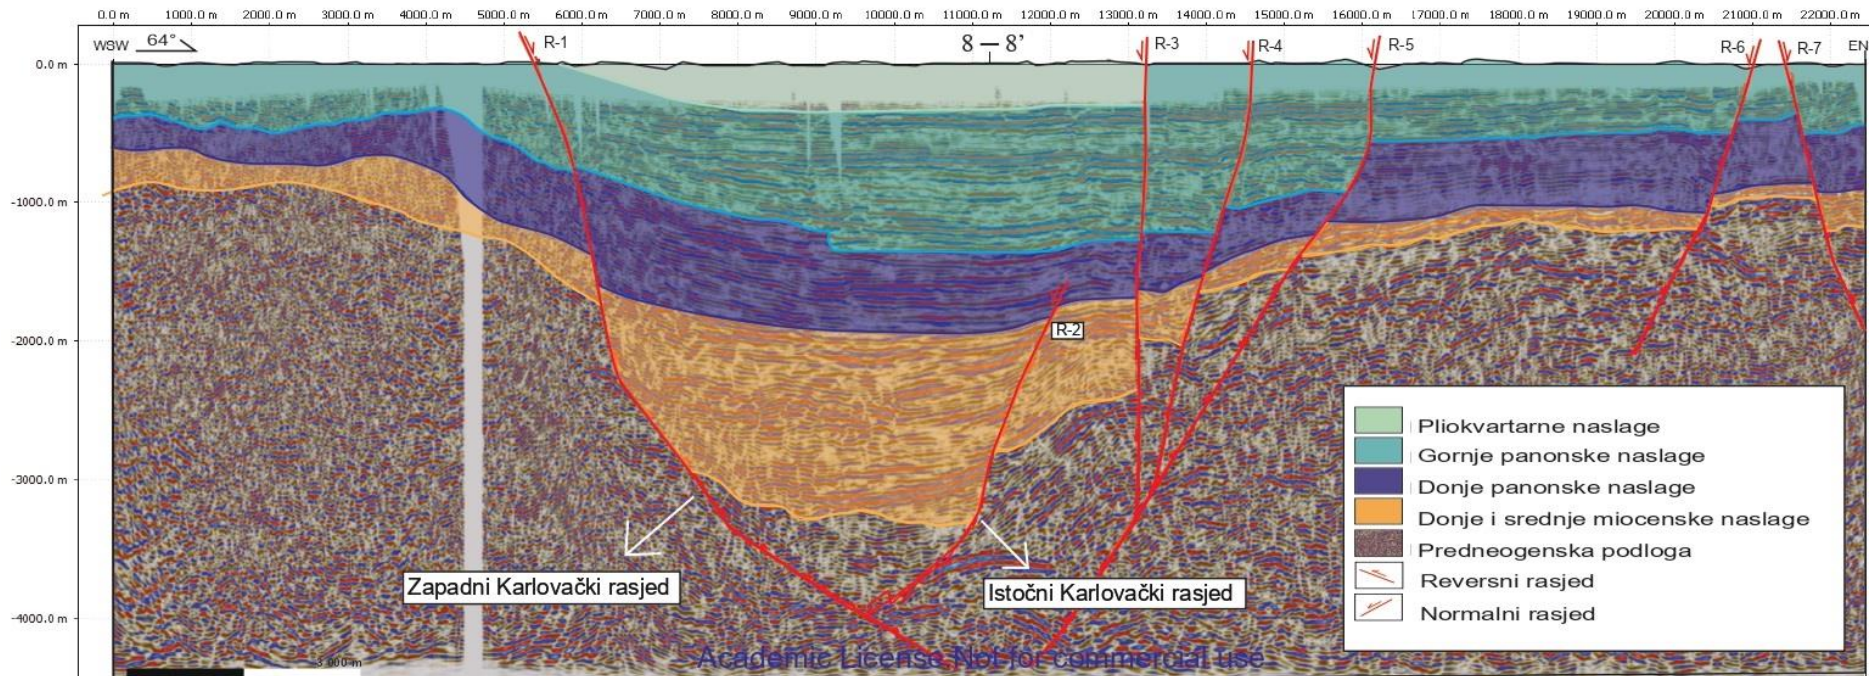 0.0 m 1000.0 m 2000.0 m 3000.0 m 4000.0 m 5000.0 m 6000.0 m 7000.0 m 8000.0 m 9000.0 m 10000.0 m 11000.0 m 12000.0 m 13000.0 m 14000.0 m 15000.0 m 16000.0 m 17000.0 m 18000.0 m 19000.0 m 20000.0 m 21000.0 m 22000.0 m
WSW 64° R-1 8 – 8' R-3 R-4 R-5 R-6 R-7 EN
0.0 m
-1000.0 m
-2000.0 m
R-2
-3000.0 m
-4000.0 m
Zapadni Karlovački rasjed
Istočni Karlovački rasjed
Pliokvartarne naslage
Gornje panonske naslage
Donje panonske naslage
Donje i srednje miocenske naslage
Predneogenska podloga
Reversni rasjed
Normalni rasjed
Academic License,Not for commercial use
3 000 m